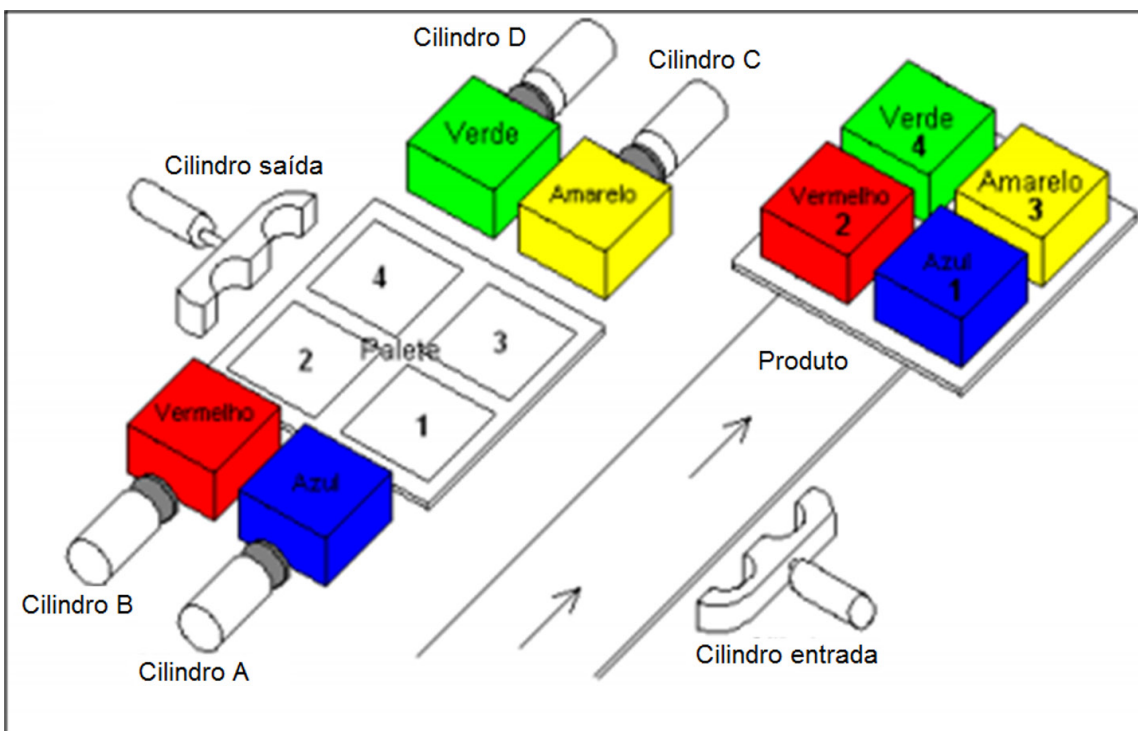 Cilindro D
Cilindro C
Verde
Verde
4
Cilindro saída
Amarelo
Amarelo
3
Vermelho
2
Azul
1
4
3
Palete
2
1
Produto
Vermelho
Azul
Cilindro B
Cilindro A
Cilindro entrada